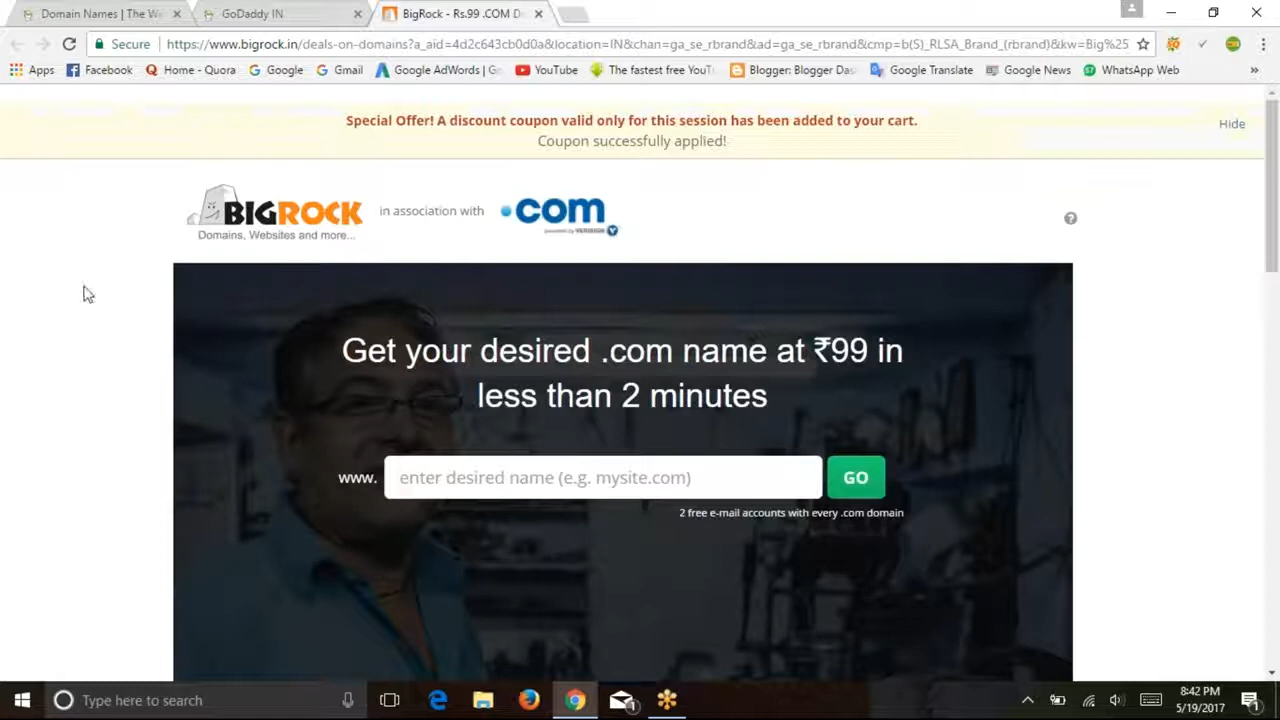 Domain Names | The W
GoDaddy IN
BigRock - Rs.99 .COM D
Secure
https://www.bigrock.in/deals-on-domains?a_aid=4d2c643cb0d0a&location=IN&chan=ga_se_rbrand&ad=ga_se_rbrand&cmp=b(S)_RLSA_Brand_(rbrand)&kw=Big%25
Apps
Facebook
Home - Quora
Google
Gmail
Google AdWords | G
YouTube
The fastest free YouT
Blogger: Blogger Das
Google Translate
Google News
WhatsApp Web
»
Special Offer! A discount coupon valid only for this session has been added to your cart.
Hide
Coupon successfully applied!
BIGROCK
Domains, Websites and more...
in association with
.com
powered by VERISIGN
?
Get your desired .com name at ₹99 in
less than 2 minutes
www.
enter desired name (e.g. mysite.com)
GO
2 free e-mail accounts with every .com domain
Type here to search
8:42 PM
5/19/2017